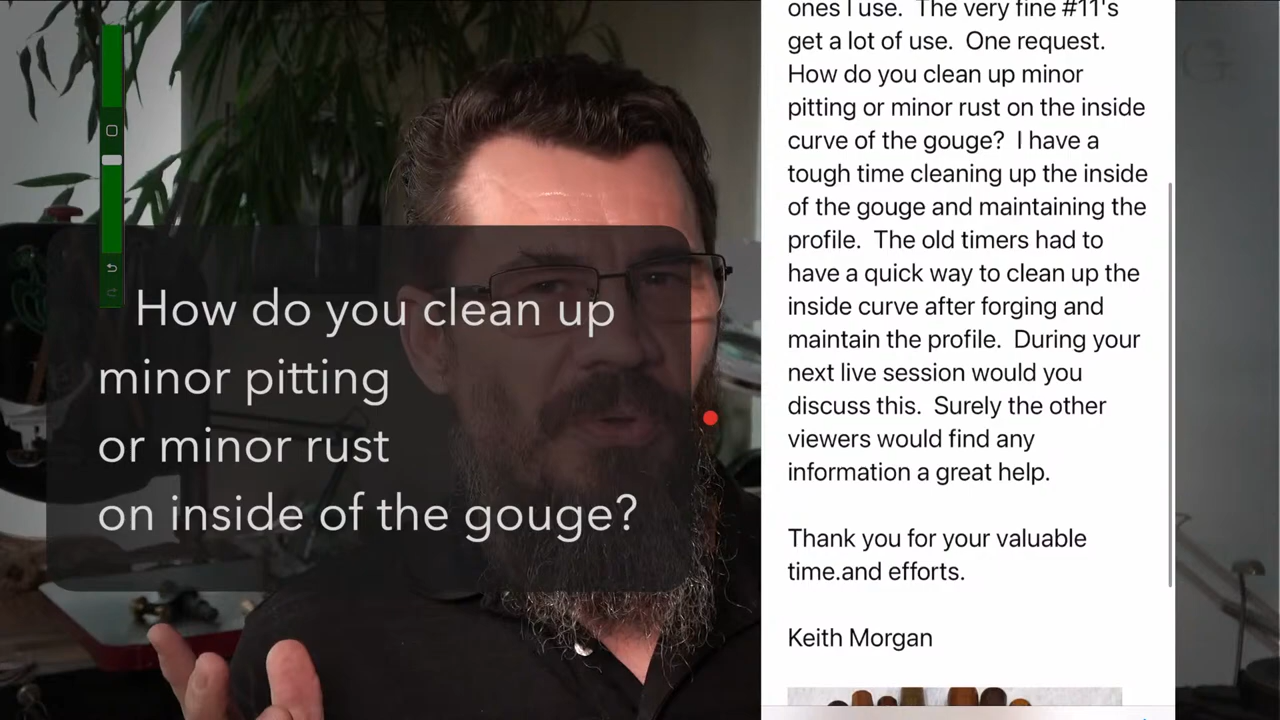 How do you clean up
minor pitting
or minor rust
on inside of the gouge?
ones I use.  The very fine #11's
get a lot of use.  One request.
How do you clean up minor
pitting or minor rust on the inside
curve of the gouge?  I have a
tough time cleaning up the inside
of the gouge and maintaining the
profile.  The old timers had to
have a quick way to clean up the
inside curve after forging and
maintain the profile.  During your
next live session would you
discuss this.  Surely the other
viewers would find any
information a great help.
Thank you for your valuable
time.and efforts.
Keith Morgan